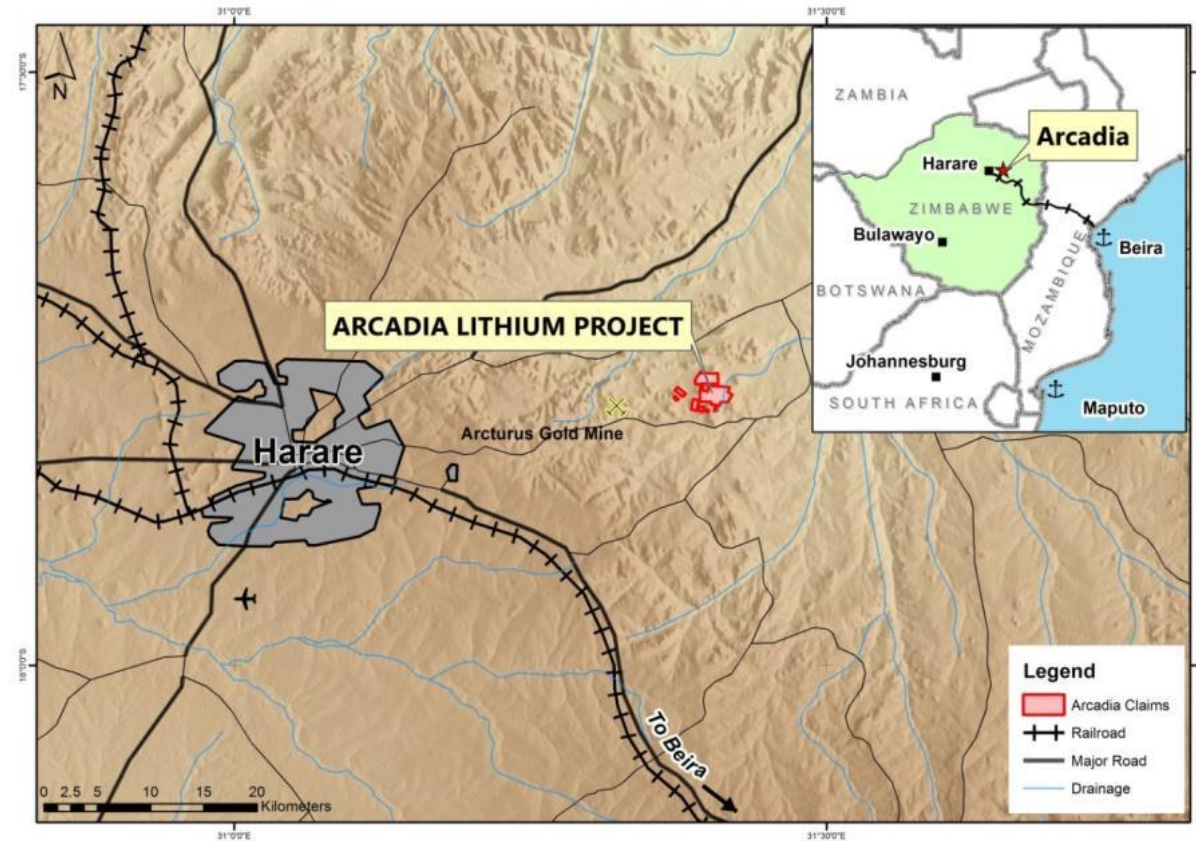 31°0'0"E
31°30'0"E
17°30'S
N
ZAMBIA
Arcadia
Harare
ZIMBABWE
Bulawayo
Beira
BOTSWANA
MOZAMBIQUE
Johannesburg
SOUTH AFRICA
Maputo
ARCADIA LITHIUM PROJECT
Harare
Arcturus Gold Mine
18°0'S
To Beira
Legend
Arcadia Claims
Railroad
Major Road
Drainage
0 2.5 5 10 15 20
Kilometers
31°0'0"E
31°30'0"E